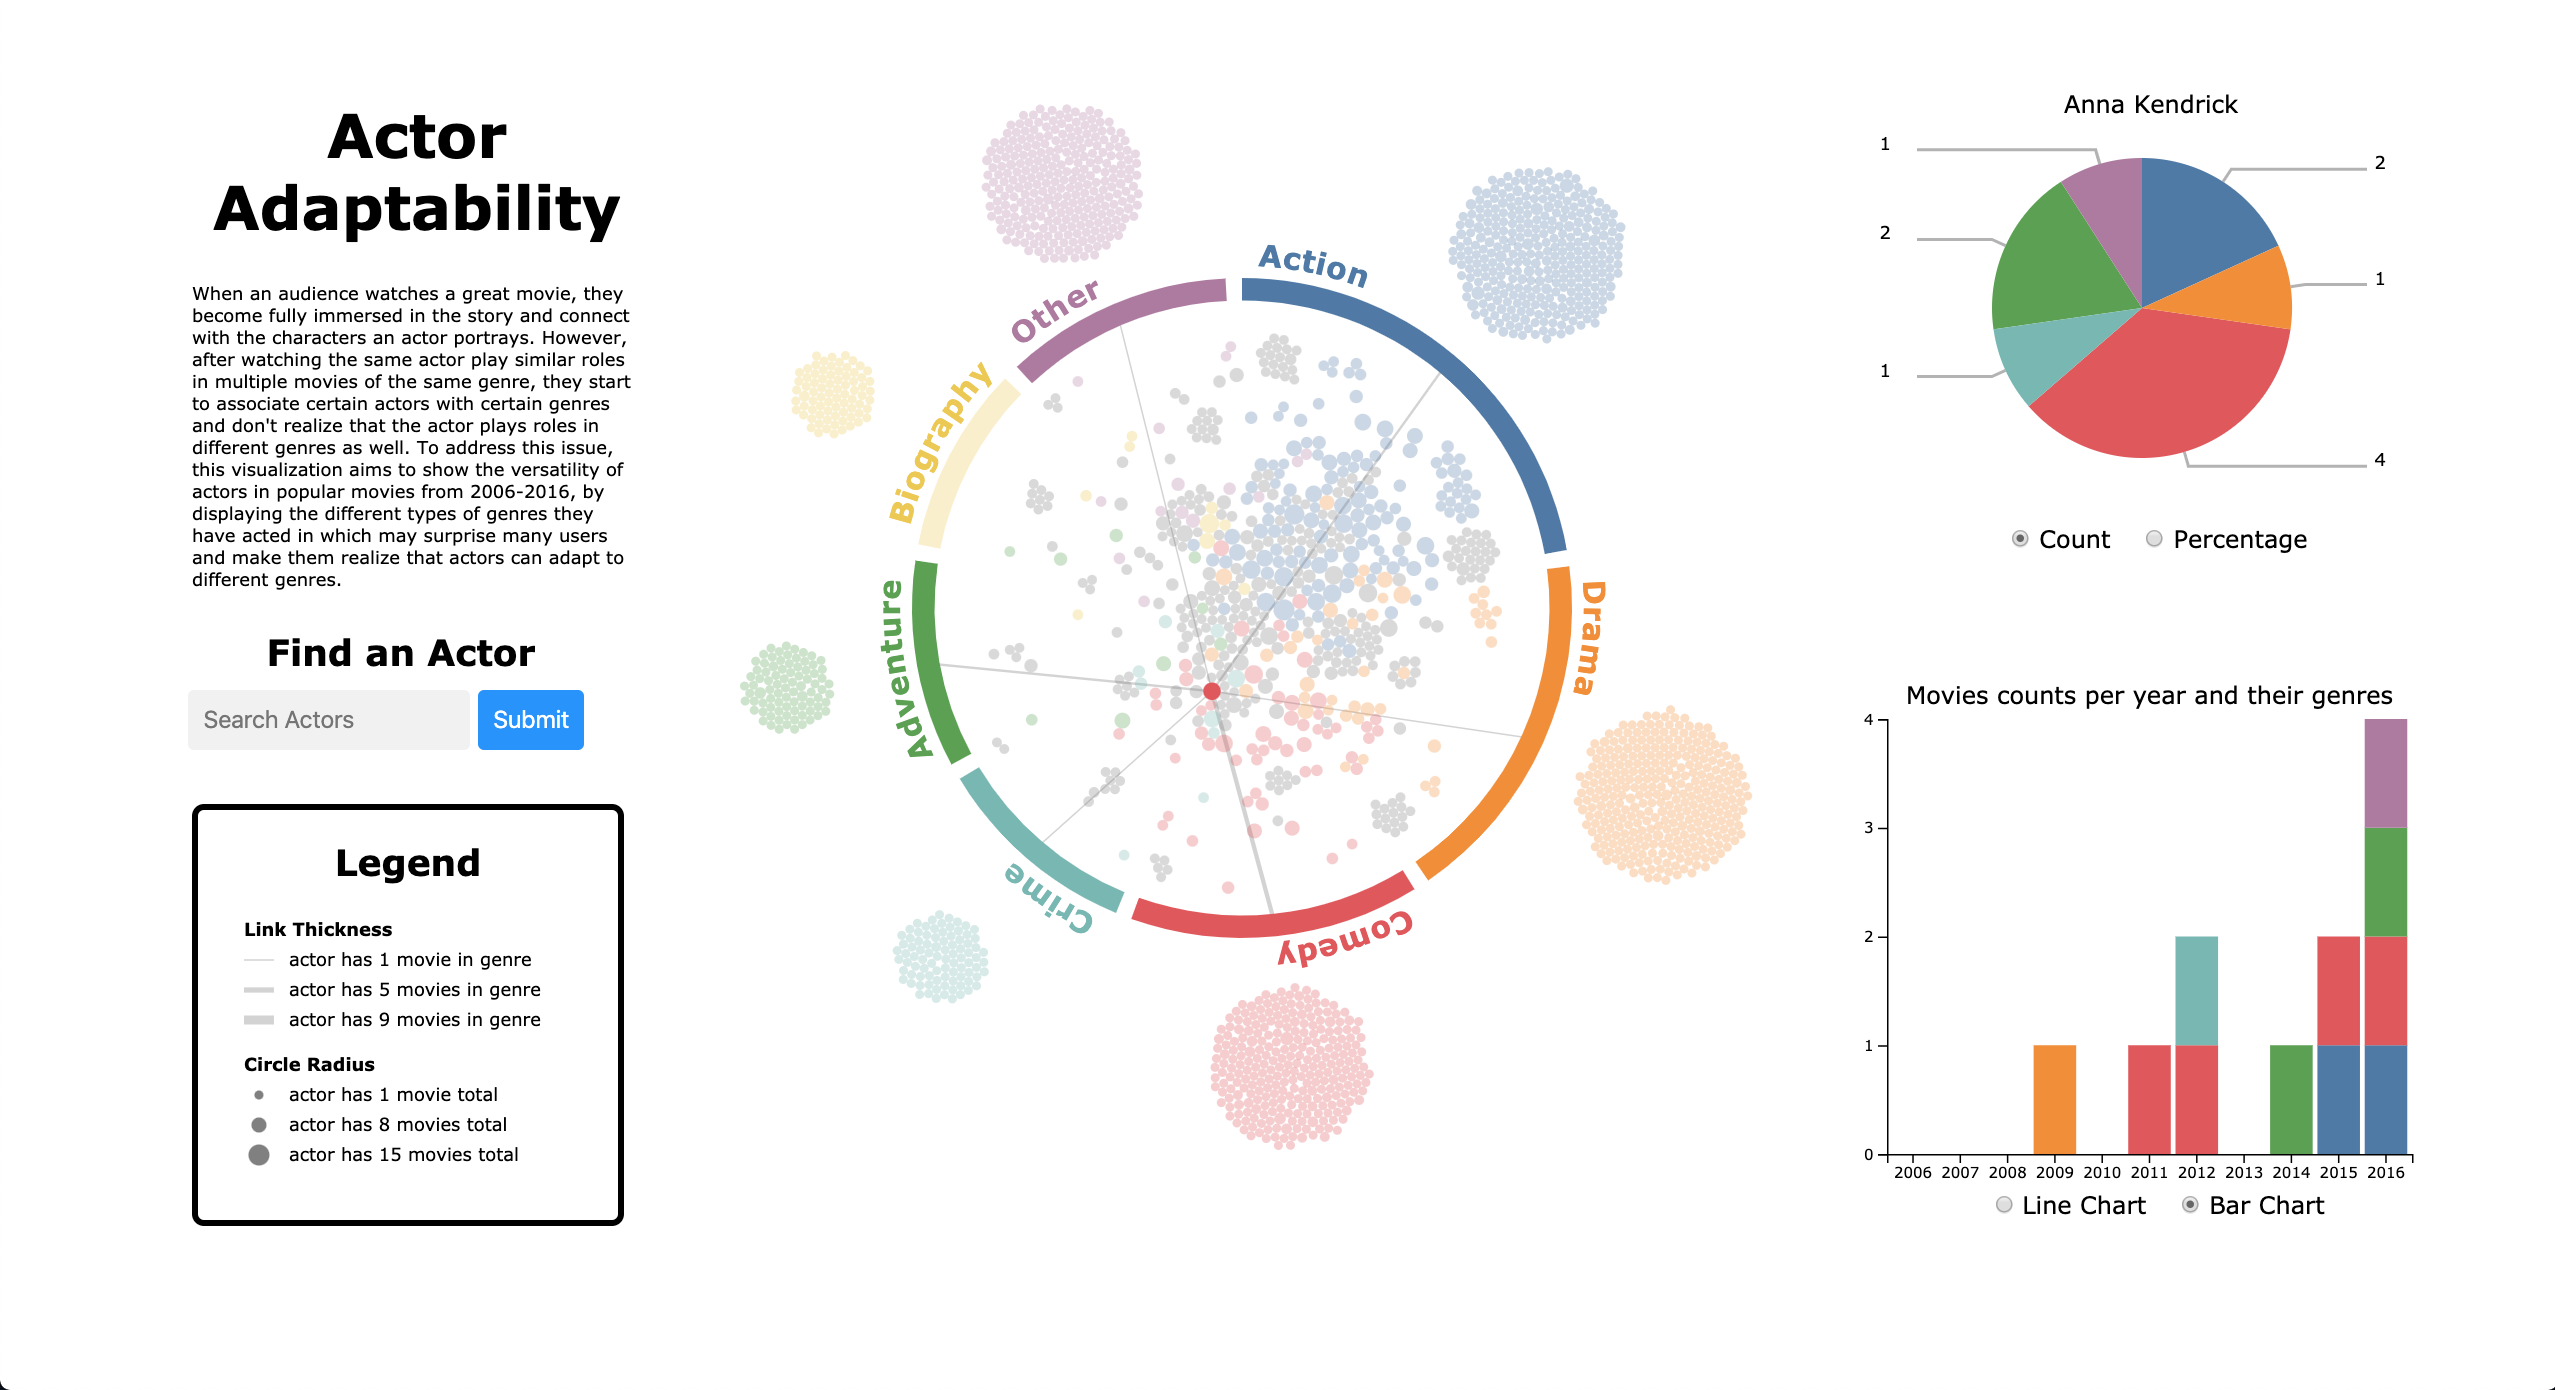 Actor
Adaptability
When an audience watches a great movie, they
become fully immersed in the story and connect
with the characters an actor portrays. However,
after watching the same actor play similar roles
in multiple movies of the same genre, they start
to associate certain actors with certain genres
and don't realize that the actor plays roles in
different genres as well. To address this issue,
this visualization aims to show the versatility of
actors in popular movies from 2006-2016, by
displaying the different types of genres they
have acted in which may surprise many users
and make them realize that actors can adapt to
different genres.
Find an Actor
Search Actors
Submit
Legend
Link Thickness
actor has 1 movie in genre
actor has 5 movies in genre
actor has 9 movies in genre
Circle Radius
actor has 1 movie total
actor has 8 movies total
actor has 15 movies total
Action
Drama
Comedy
Crime
Adventure
Biography
Other
Anna Kendrick
1
2
2
1
1
4
Count
Percentage
Movies counts per year and their genres
4
3
2
1
0
2006 2007 2008 2009 2010 2011 2012 2013 2014 2015 2016
Line Chart
Bar Chart